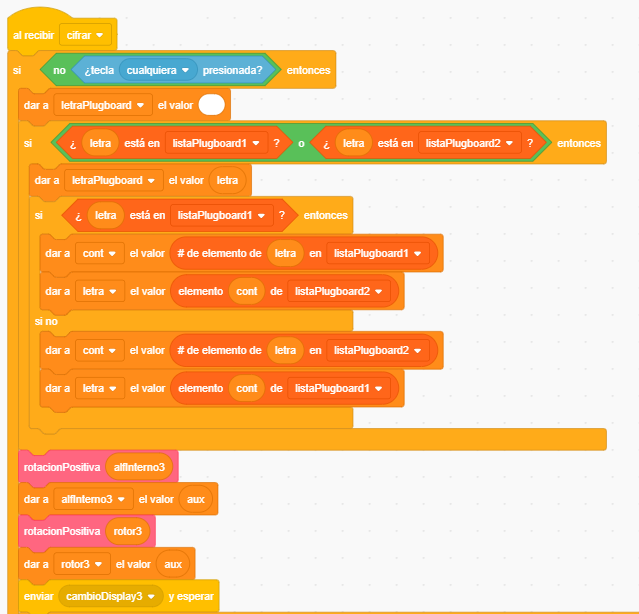 al recibir cifrar
si no ¿tecla cualquiera presionada? entonces
dar a letraPlugboard el valor
si ¿ letra está en listaPlugboard1 ? o ¿ letra está en listaPlugboard2 ? entonces
dar a letraPlugboard el valor letra
si ¿ letra está en listaPlugboard1 ? entonces
dar a cont el valor # de elemento de letra en listaPlugboard1
dar a letra el valor elemento cont de listaPlugboard2
si no
dar a cont el valor # de elemento de letra en listaPlugboard2
dar a letra el valor elemento cont de listaPlugboard1
rotacionPositiva alfInterno3
dar a alfInterno3 el valor aux
rotacionPositiva rotor3
dar a rotor3 el valor aux
enviar cambioDisplay3 y esperar